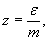 z = ε/m,